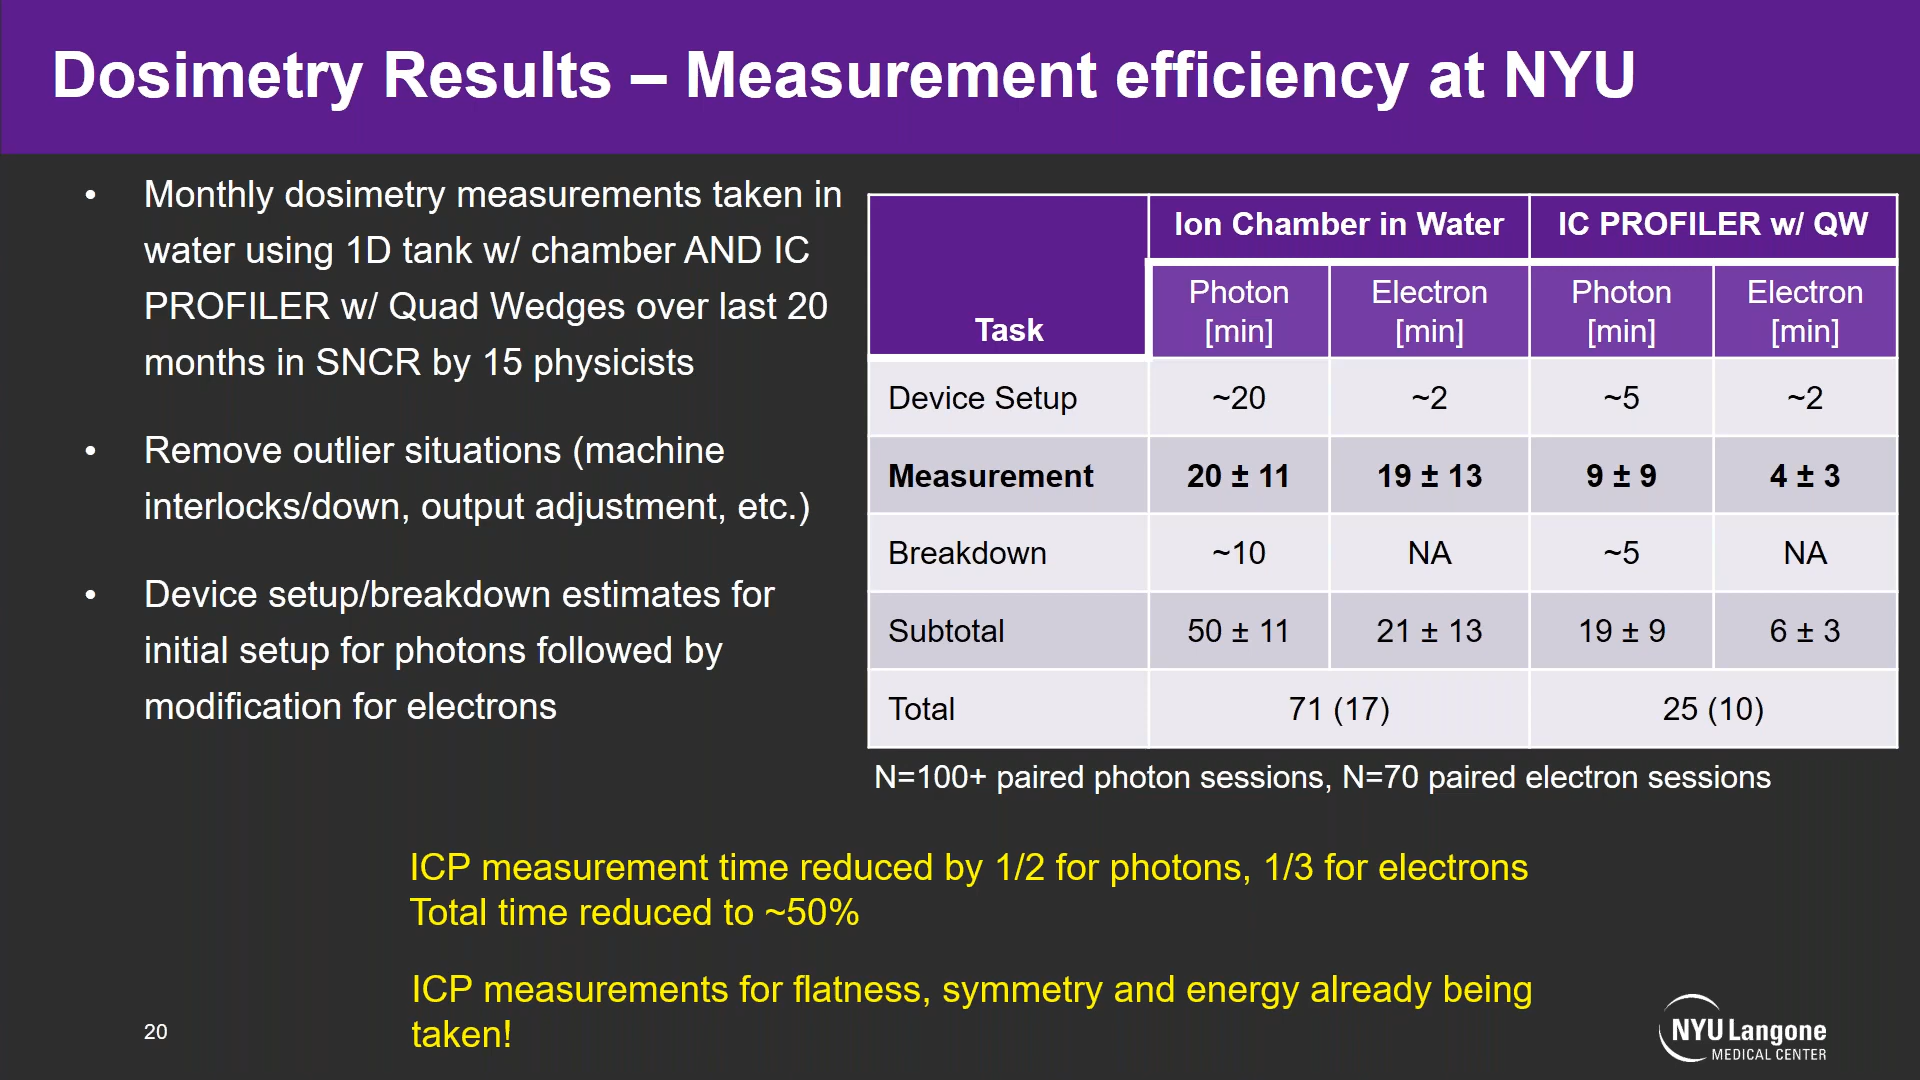 Dosimetry Results – Measurement efficiency at NYU
• Monthly dosimetry measurements taken in
water using 1D tank w/ chamber AND IC
PROFILER w/ Quad Wedges over last 20
months in SNCR by 15 physicists
• Remove outlier situations (machine
interlocks/down, output adjustment, etc.)
• Device setup/breakdown estimates for
initial setup for photons followed by
modification for electrons
Ion Chamber in Water IC PROFILER w/ QW
Task Photon [min] Electron [min] Photon [min] Electron [min]
Device Setup ~20 ~2 ~5 ~2
Measurement 20 ± 11 19 ± 13 9 ± 9 4 ± 3
Breakdown ~10 NA ~5 NA
Subtotal 50 ± 11 21 ± 13 19 ± 9 6 ± 3
Total 71 (17) 25 (10)
N=100+ paired photon sessions, N=70 paired electron sessions
ICP measurement time reduced by 1/2 for photons, 1/3 for electrons
Total time reduced to ~50%
ICP measurements for flatness, symmetry and energy already being
taken!
20
NYU Langone
MEDICAL CENTER